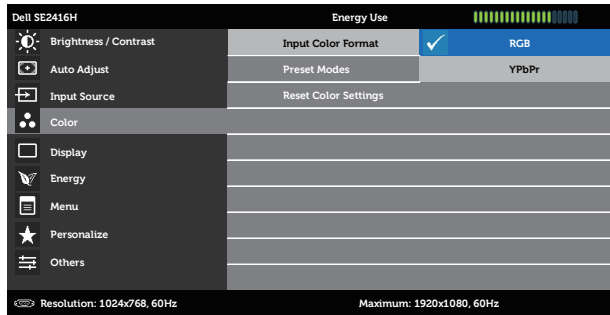 Dell SE2416H Energy Use
Brightness / Contrast Input Color Format RGB
Auto Adjust Preset Modes YPbPr
Input Source Reset Color Settings
Color
Display
Energy
Menu
Personalize
Others
Resolution: 1024x768, 60Hz Maximum: 1920x1080, 60Hz